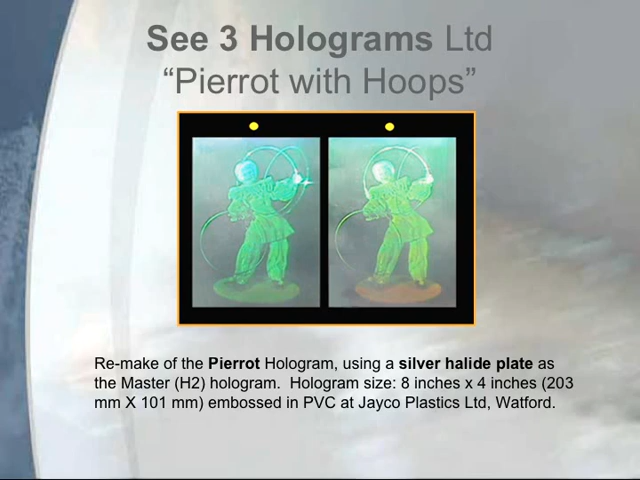 See 3 Holograms Ltd
“Pierrot with Hoops”
Re-make of the Pierrot Hologram, using a silver halide plate as
the Master (H2) hologram.  Hologram size: 8 inches x 4 inches (203
mm X 101 mm) embossed in PVC at Jayco Plastics Ltd, Watford.